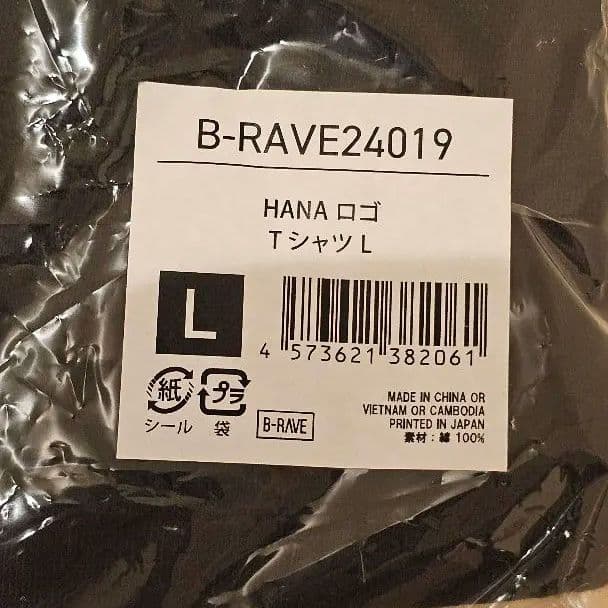 B-RAVE24019
HANA ロゴ
Tシャツ L
L
4 573621 382061
紙 プラ
シール 袋 B-RAVE
MADE IN CHINA OR
VIETNAM OR CAMBODIA
PRINTED IN JAPAN
素材：綿 100%